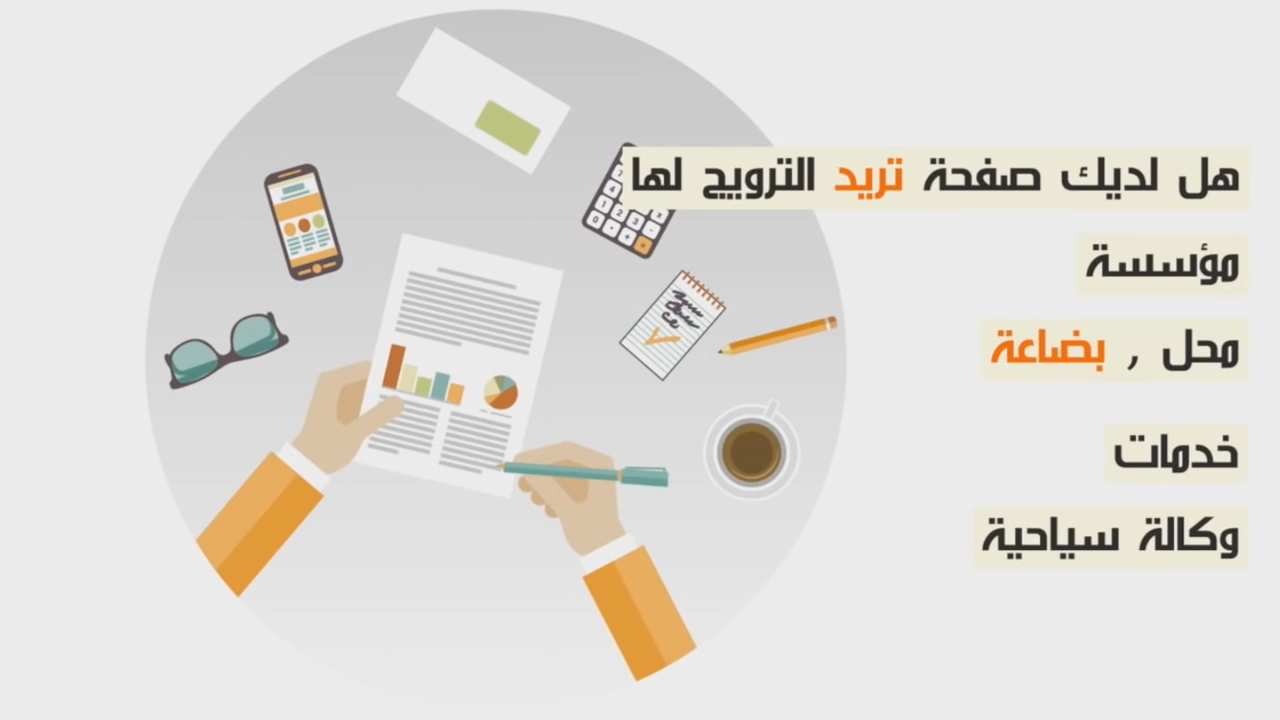 هل لديك صفحة تريد الترويج لها
مؤسسة
محل , بضاعة
خدمات
وكالة سياحية